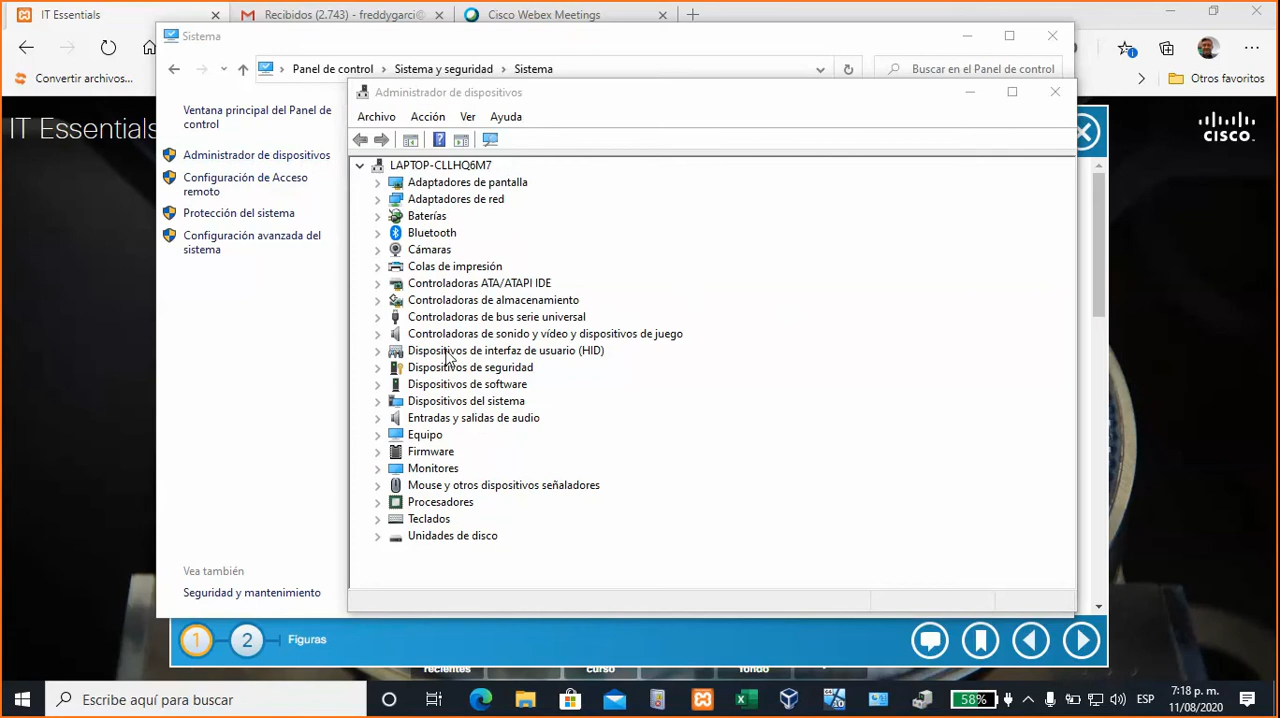 IT Essentials
Recibidos (2.743) - freddygarci@
Cisco Webex Meetings
Convertir archivos...
Otros favoritos
Sistema
Panel de control > Sistema y seguridad > Sistema
Buscar en el Panel de control
IT Essentials
CISCO
Ventana principal del Panel de
control
Administrador de dispositivos
Configuración de Acceso
remoto
Protección del sistema
Configuración avanzada del
sistema
Vea también
Seguridad y mantenimiento
Administrador de dispositivos
Archivo Acción Ver Ayuda
LAPTOP-CLLHQ6M7
Adaptadores de pantalla
Adaptadores de red
Baterías
Bluetooth
Cámaras
Colas de impresión
Controladoras ATA/ATAPI IDE
Controladoras de almacenamiento
Controladoras de bus serie universal
Controladoras de sonido y vídeo y dispositivos de juego
Dispositivos de interfaz de usuario (HID)
Dispositivos de seguridad
Dispositivos de software
Dispositivos del sistema
Entradas y salidas de audio
Equipo
Firmware
Monitores
Mouse y otros dispositivos señaladores
Procesadores
Teclados
Unidades de disco
1 2 Figuras
recientes curso fondo
Escribe aquí para buscar
58%
ESP
7:18 p. m.
11/08/2020